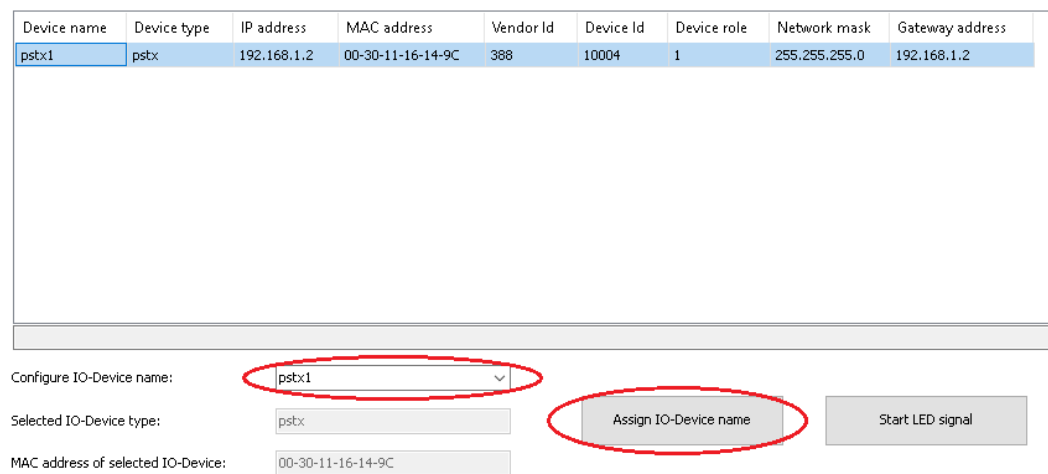 Device name Device type IP address MAC address Vendor Id Device Id Device role Network mask Gateway address
pstx1 pstx 192.168.1.2 00-30-11-16-14-9C 388 10004 1 255.255.255.0 192.168.1.2
Configure IO-Device name: pstx1
Selected IO-Device type: pstx Assign IO-Device name Start LED signal
MAC address of selected IO-Device: 00-30-11-16-14-9C